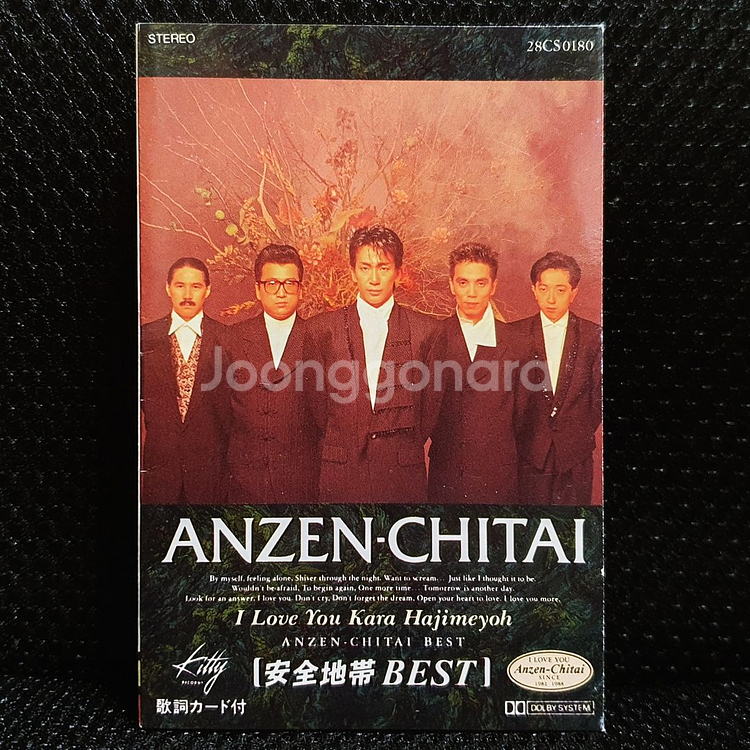 STEREO
28CS0180
Joonggonara
ANZEN-CHITAI
By myself, feeling alone, Shiver through the night. Want to scream... Just like I thought it to be.
Wouldn't be afraid, To begin again, One more time... Tomorrow is another day.
Look for an answer, I love you. Don't cry, Don't forget the dream, Open your heart to love. I love you more.
I Love You Kara Hajimeyoh
ANZEN-CHITAI BEST
Kitty
RECORDS
[安全地帯 BEST]
I LOVE YOU
Anzen-Chitai
SINCE
1982 1988
歌詞カード付
DOLBY SYSTEM